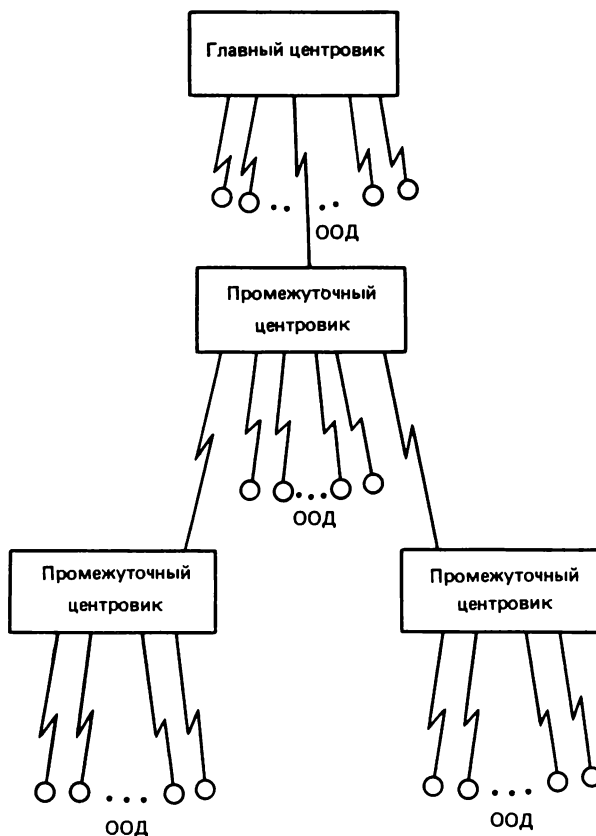 Главный центровик
ООД
Промежуточный
центровик
ООД
Промежуточный
центровик
Промежуточный
центровик
ООД
ООД